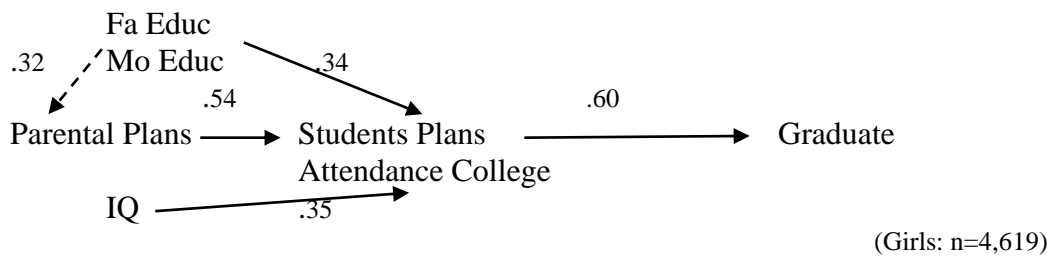 Fa Educ
.32 Mo Educ .34
.54 .60
Parental Plans Students Plans Graduate
Attendance College
IQ .35
(Girls: n=4,619)